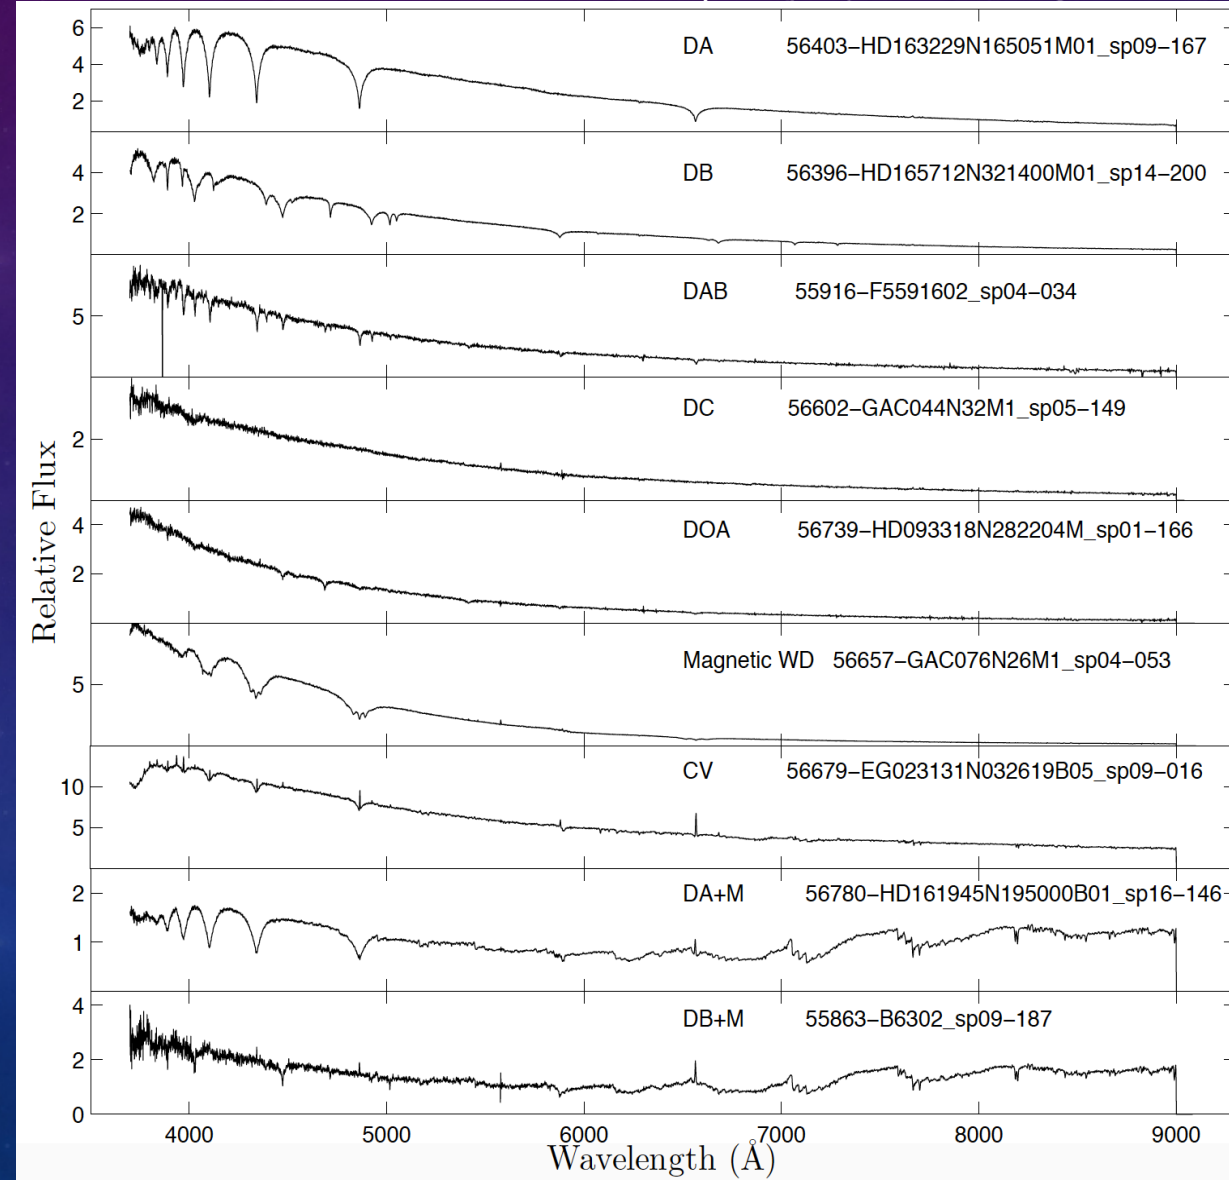 6
4
2
DA 56403-HD163229N165051M01_sp09-167
4
2
DB 56396-HD165712N321400M01_sp14-200
5
DAB 55916-F5591602_sp04-034
2
DC 56602-GAC044N32M1_sp05-149
4
2
DOA 56739-HD093318N282204M_sp01-166
5
Magnetic WD 56657-GAC076N26M1_sp04-053
10
5
CV 56679-EG023131N032619B05_sp09-016
2
1
DA+M 56780-HD161945N195000B01_sp16-146
4
2
0
DB+M 55863-B6302_sp09-187
Relative Flux
4000 5000 6000 7000 8000 9000
Wavelength (Å)